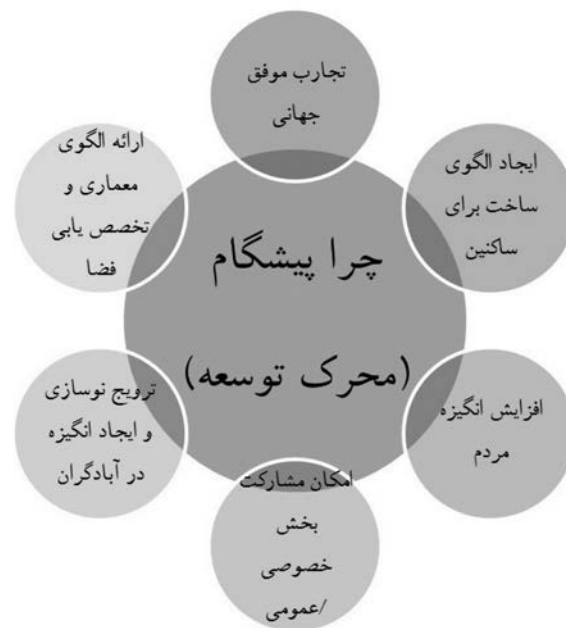 تجارب موفق
جهانی
ایجاد الگوی
ساخت برای
ساکنین
افزایش انگیزه
مردم
امکان مشارکت
بخش
خصوصی
/عمومی
ترویج نوسازی
و ایجاد انگیزه
در آبادگران
ارائه الگوی
معماری و
تخصص یابی
فضا
چرا پیشگام
(محرک توسعه)